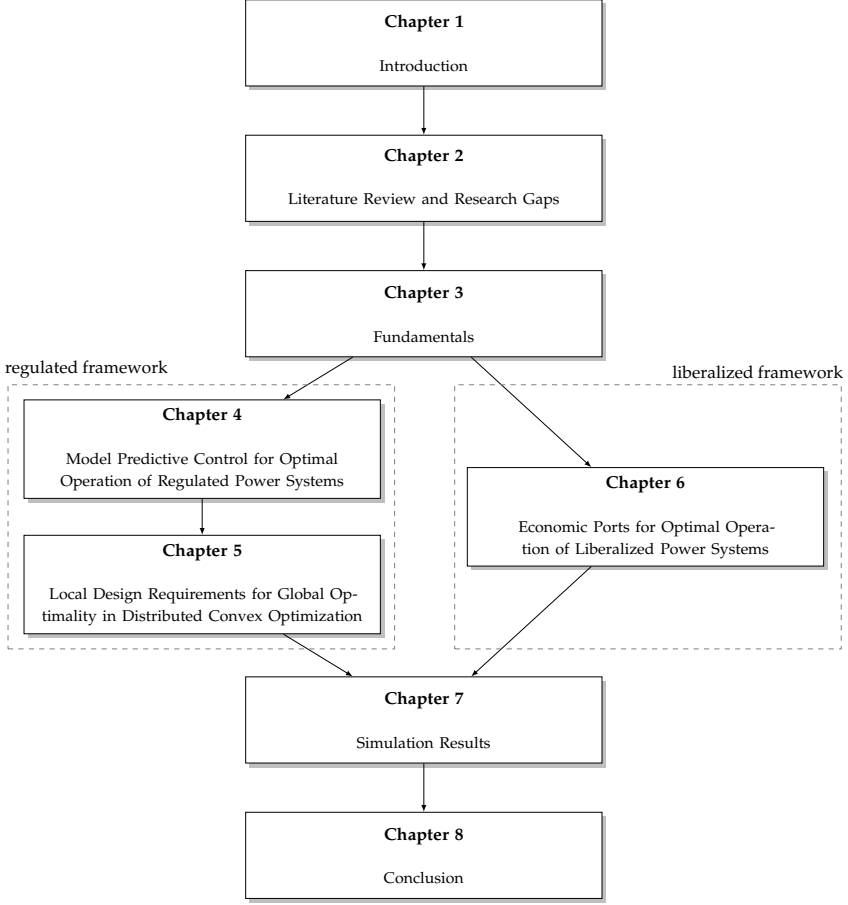 Chapter 1
Introduction
Chapter 2
Literature Review and Research Gaps
Chapter 3
Fundamentals
regulated framework
Chapter 4
Model Predictive Control for Optimal
Operation of Regulated Power Systems
Chapter 5
Local Design Requirements for Global Op-
timality in Distributed Convex Optimization
liberalized framework
Chapter 6
Economic Ports for Optimal Opera-
tion of Liberalized Power Systems
Chapter 7
Simulation Results
Chapter 8
Conclusion